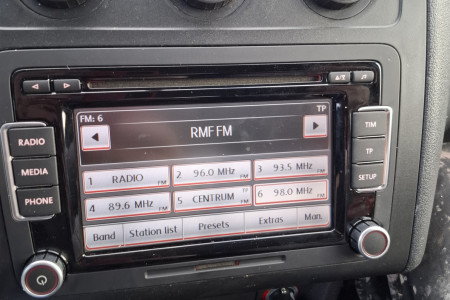 FM: 6 TP
RMF FM
1 RADIO FM 2 96.0 MHz FM 3 93.5 MHz FM
4 89.6 MHz FM 5 CENTRUM TP FM 6 98.0 MHz FM
Band Station list Presets Extras Man.
RADIO
MEDIA
PHONE
TIM
TP
SETUP